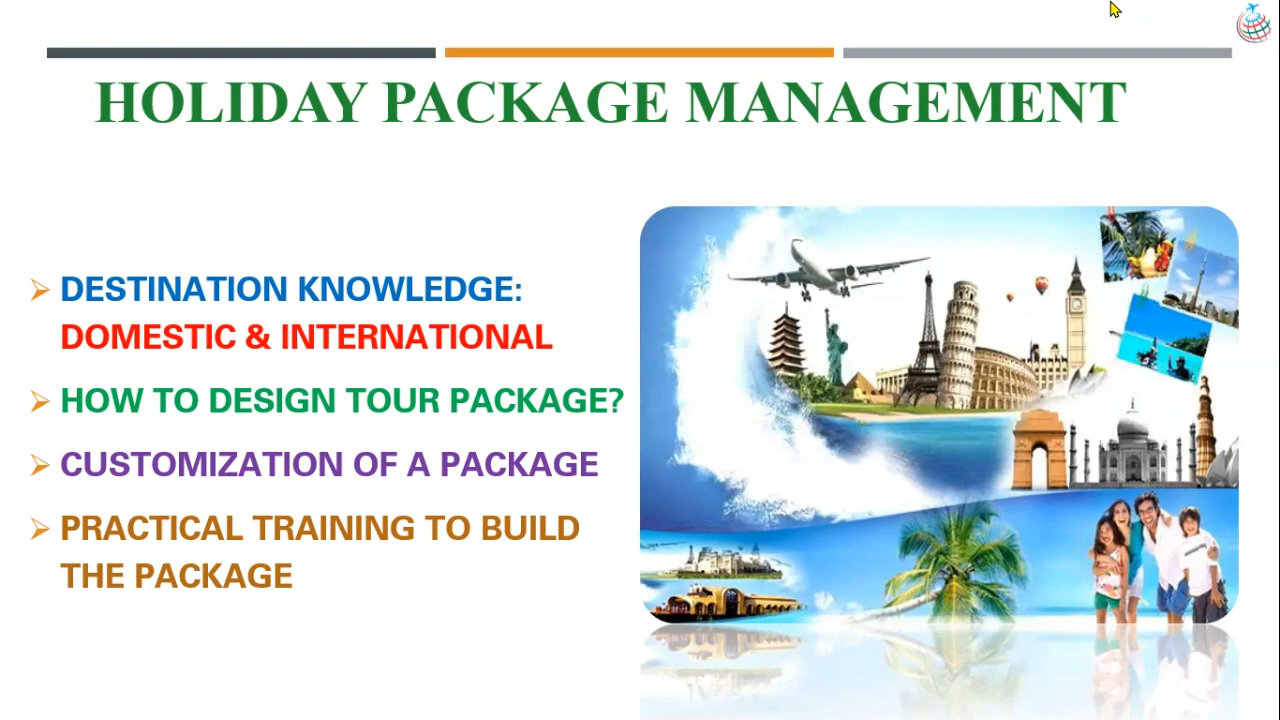 HOLIDAY PACKAGE MANAGEMENT
DESTINATION KNOWLEDGE:
DOMESTIC & INTERNATIONAL
HOW TO DESIGN TOUR PACKAGE?
CUSTOMIZATION OF A PACKAGE
PRACTICAL TRAINING TO BUILD
THE PACKAGE